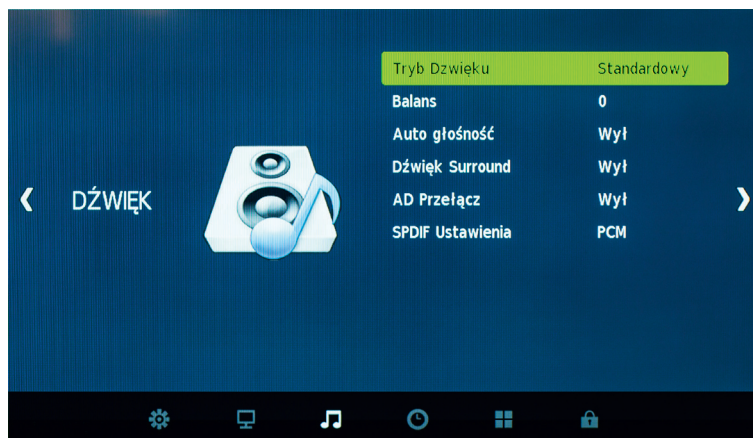 Tryb Dzwięku Standardowy
Balans 0
Auto głośność Wył
Dźwięk Surround Wył
DŹWIĘK
AD Przełącz Wył
SPDIF Ustawienia PCM